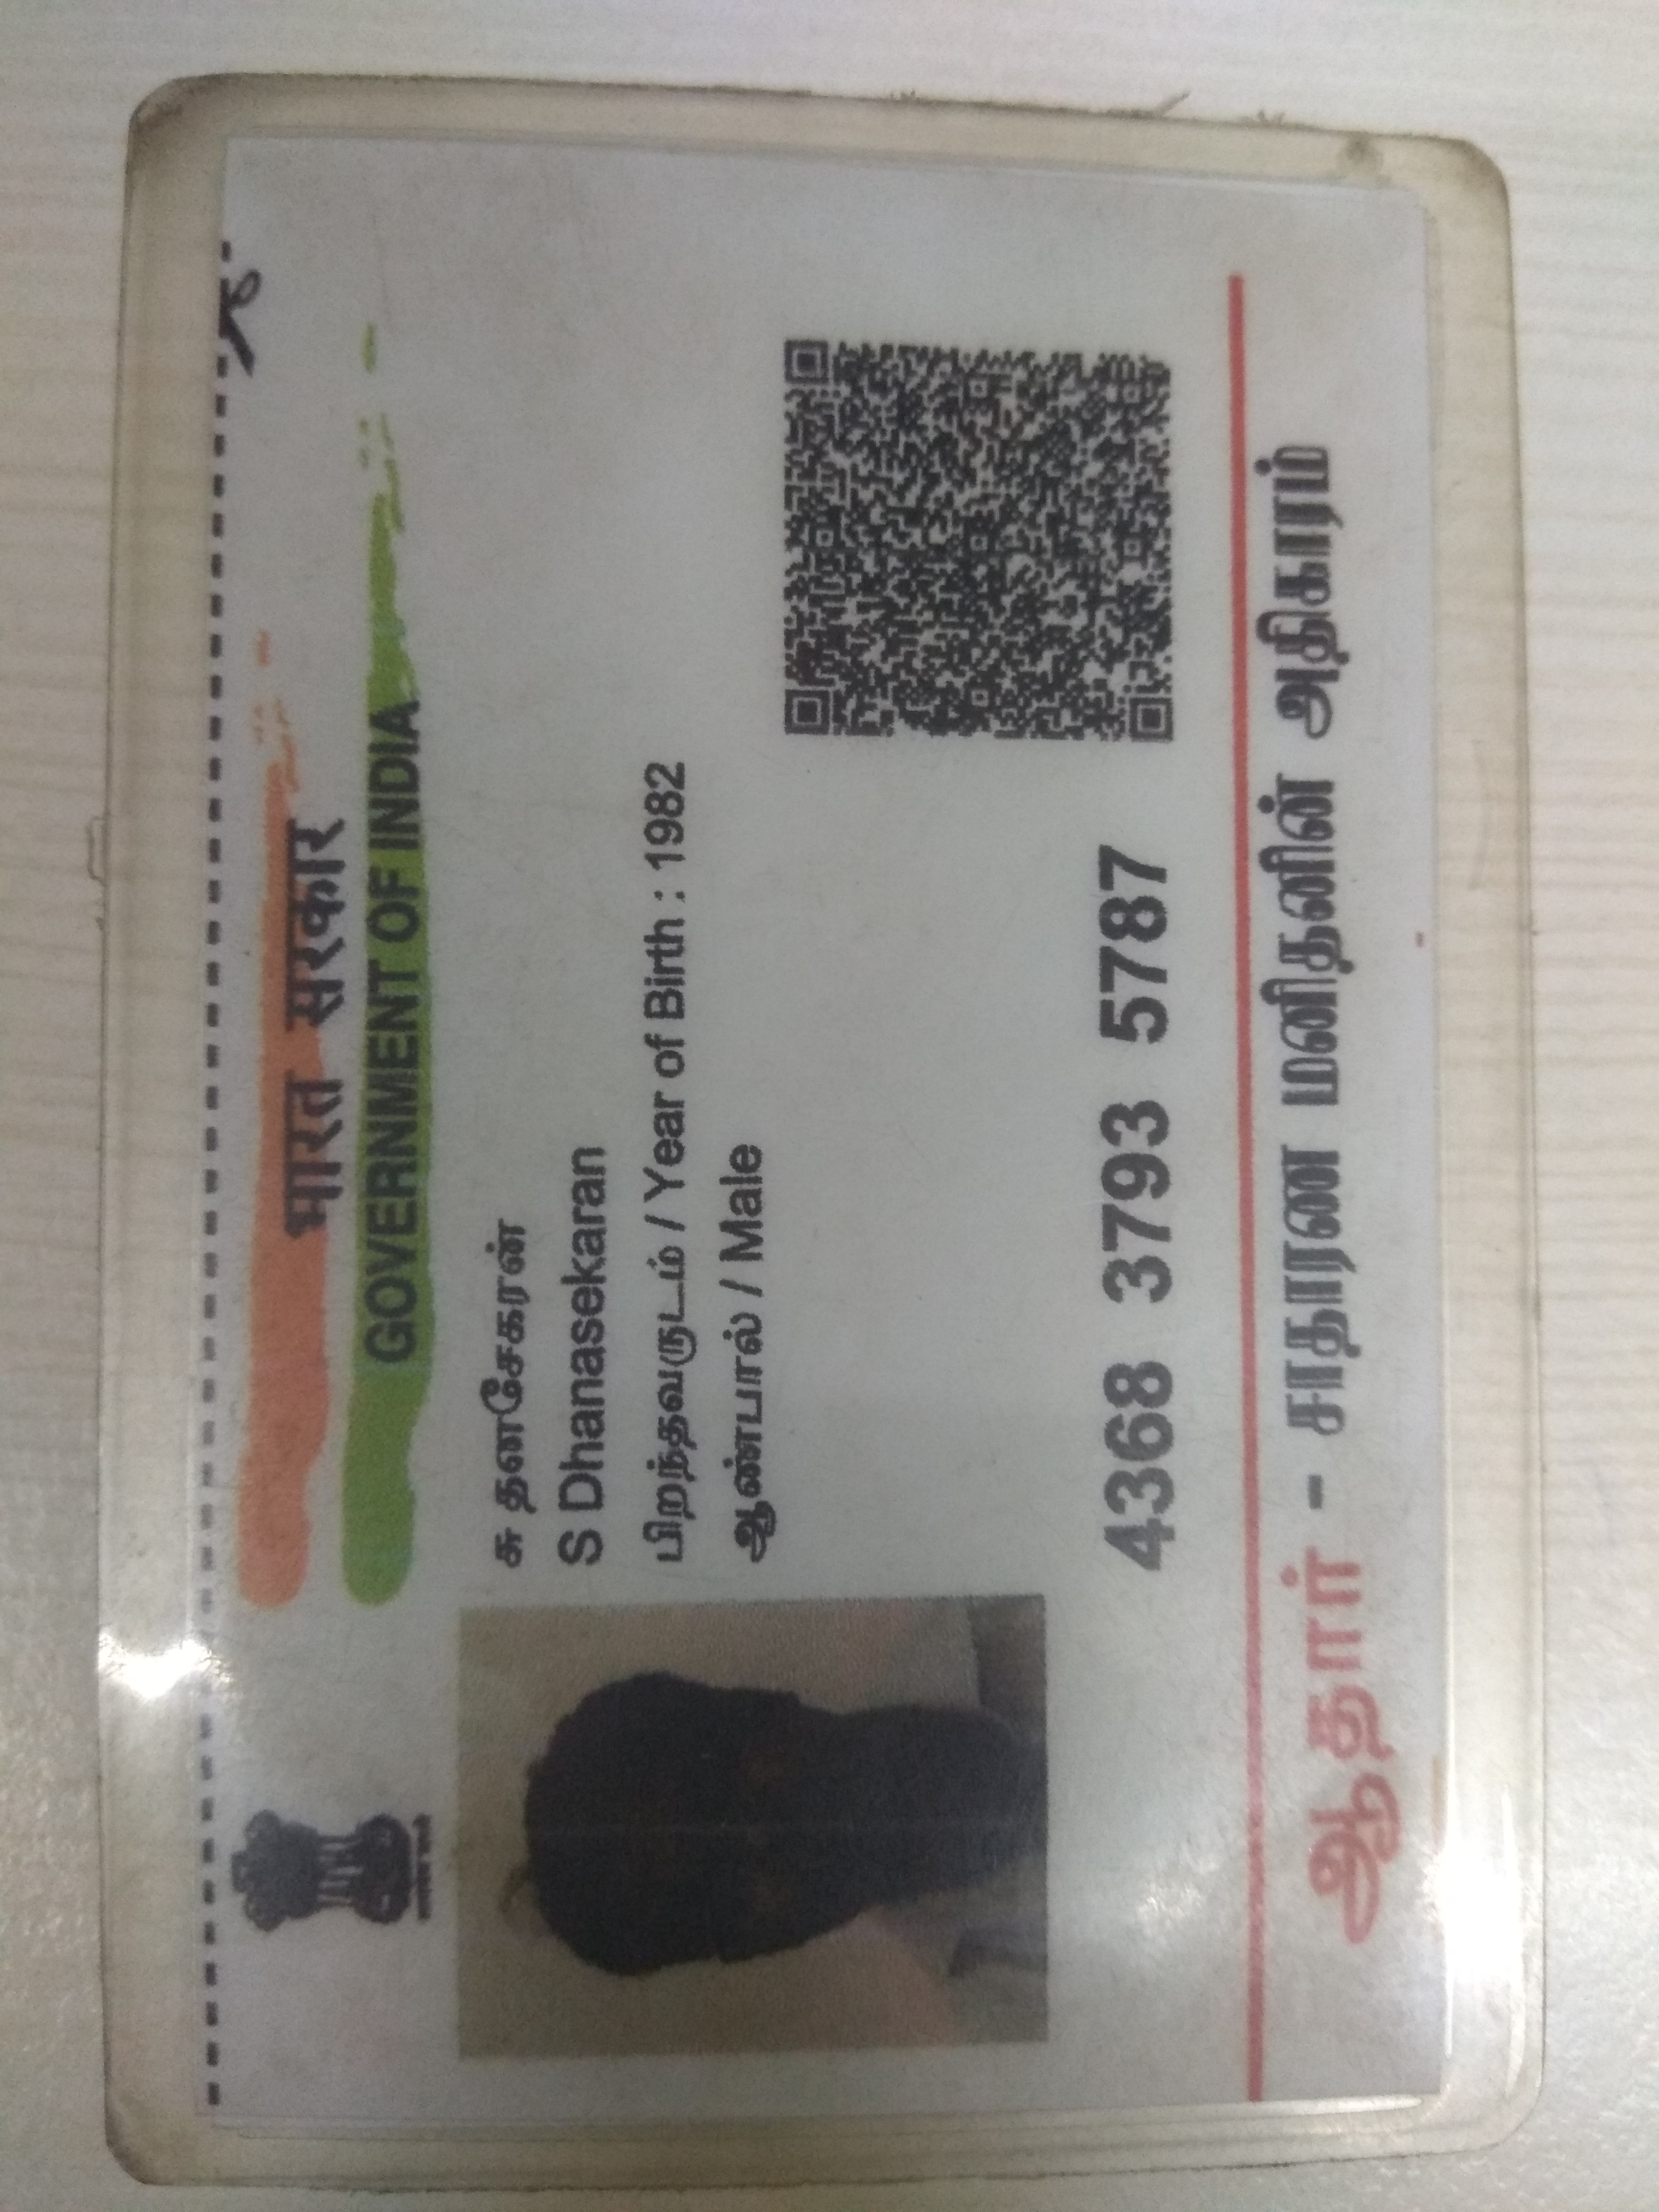 भारत सरकार
GOVERNMENT OF INDIA
சு தனசேகரன்
S Dhanasekaran
பிறந்தவருடம் / Year of Birth : 1982
ஆண்பால் / Male
4368 3793 5787
ஆதார் - சாதாரண மனிதனின் அதிகாரம்